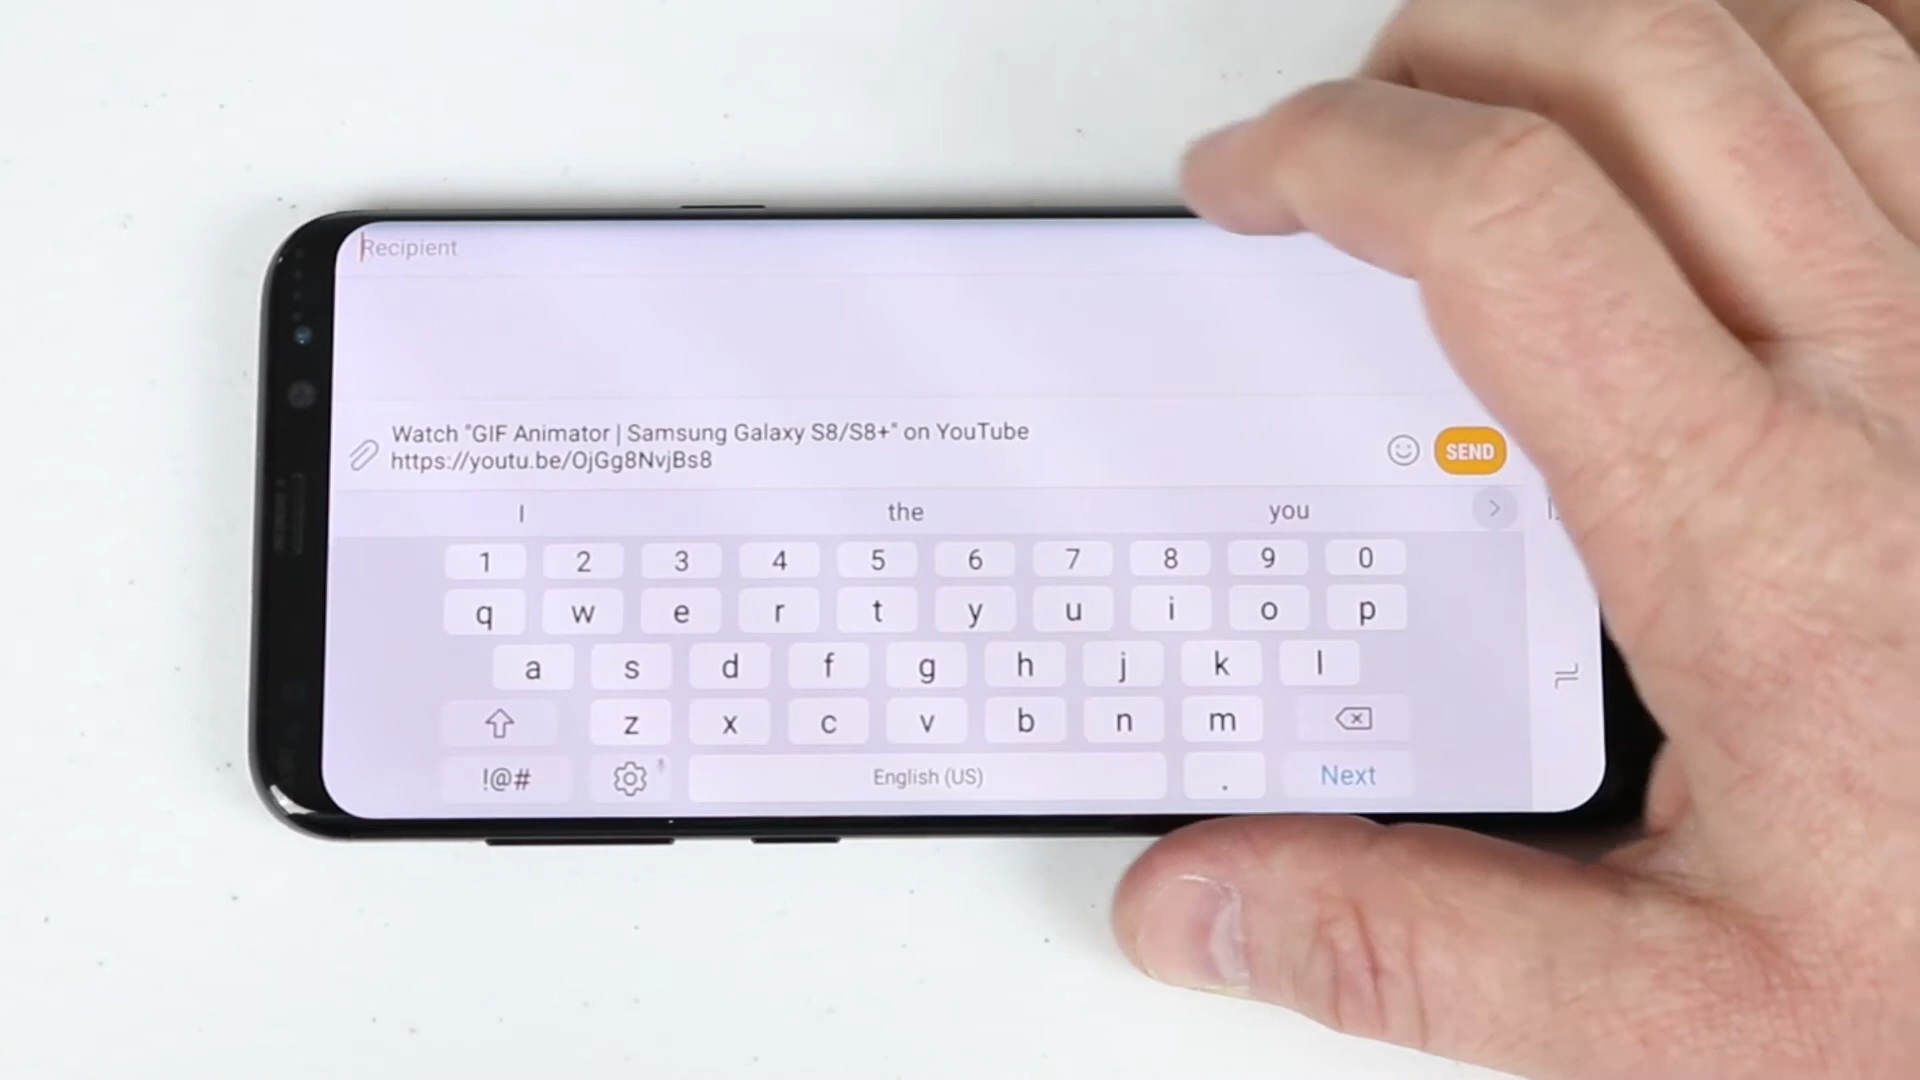 Recipient
Watch "GIF Animator | Samsung Galaxy S8/S8+" on YouTube
https://youtu.be/OjGg8NvjBs8
SEND
I the you
1 2 3 4 5 6 7 8 9 0
q w e r t y u i o p
a s d f g h j k l
z x c v b n m
!@# English (US) . Next